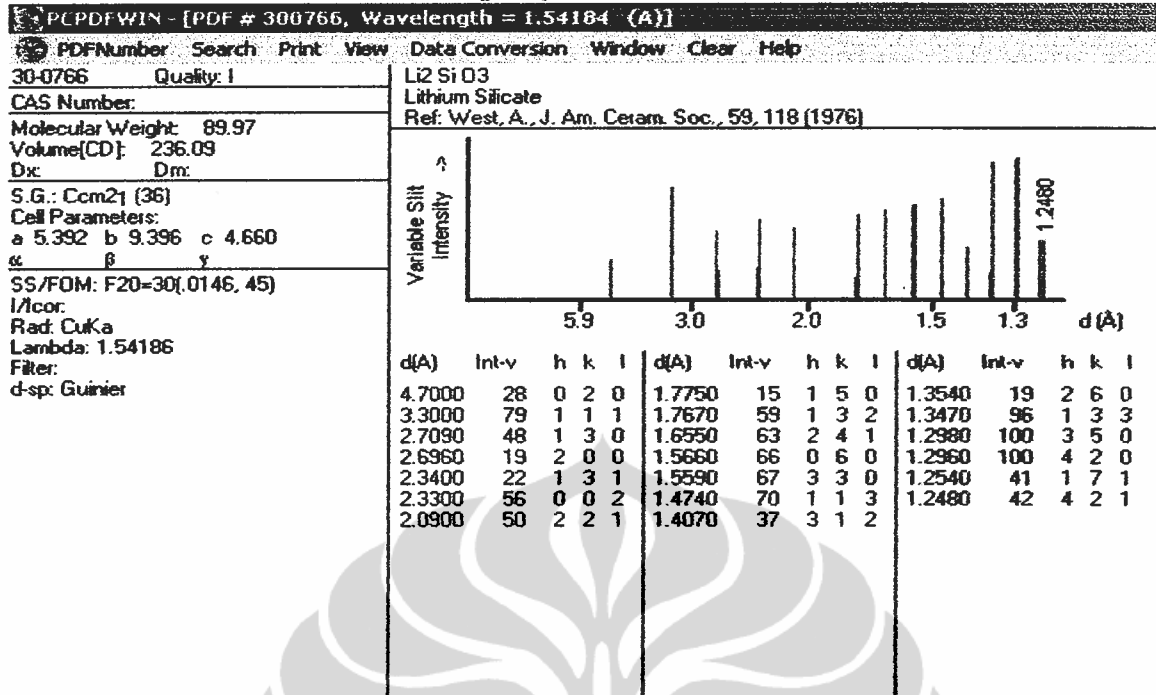 PCPDFWIN - [PDF # 300766, Wavelength = 1.54184 (A)]
PDFNumber Search Print View Data Conversion Window Clear Help
30-0766 Quality: I
CAS Number:
Molecular Weight: 89.97
Volume[CD]: 236.09
Dx: Dm:
S.G.: Ccm21 (36)
Cell Parameters:
a 5.392 b 9.396 c 4.660
α β γ
SS/FOM: F20=30(.0146, 45)
I/Icor:
Rad: CuKa
Lambda: 1.54186
Filter:
d-sp: Guinier
Li2 Si O3
Lithium Silicate
Ref: West, A., J. Am. Ceram. Soc., 59, 118 (1976)
Variable Slit
Intensity ->
1.2480
5.9 3.0 2.0 1.5 1.3 d (Å)
d(A) Int-v h k l d(A) Int-v h k l d(A) Int-v h k l
4.7000 28 0 2 0 1.7750 15 1 5 0 1.3540 19 2 6 0
3.3000 79 1 1 1 1.7670 59 1 3 2 1.3470 96 1 3 3
2.7090 48 1 3 0 1.6550 63 2 4 1 1.2980 100 3 5 0
2.6960 19 2 0 0 1.5660 66 0 6 0 1.2960 100 4 2 0
2.3400 22 1 3 1 1.5590 67 3 3 0 1.2540 41 1 7 1
2.3300 56 0 0 2 1.4740 70 1 1 3 1.2480 42 4 2 1
2.0900 50 2 2 1 1.4070 37 3 1 2